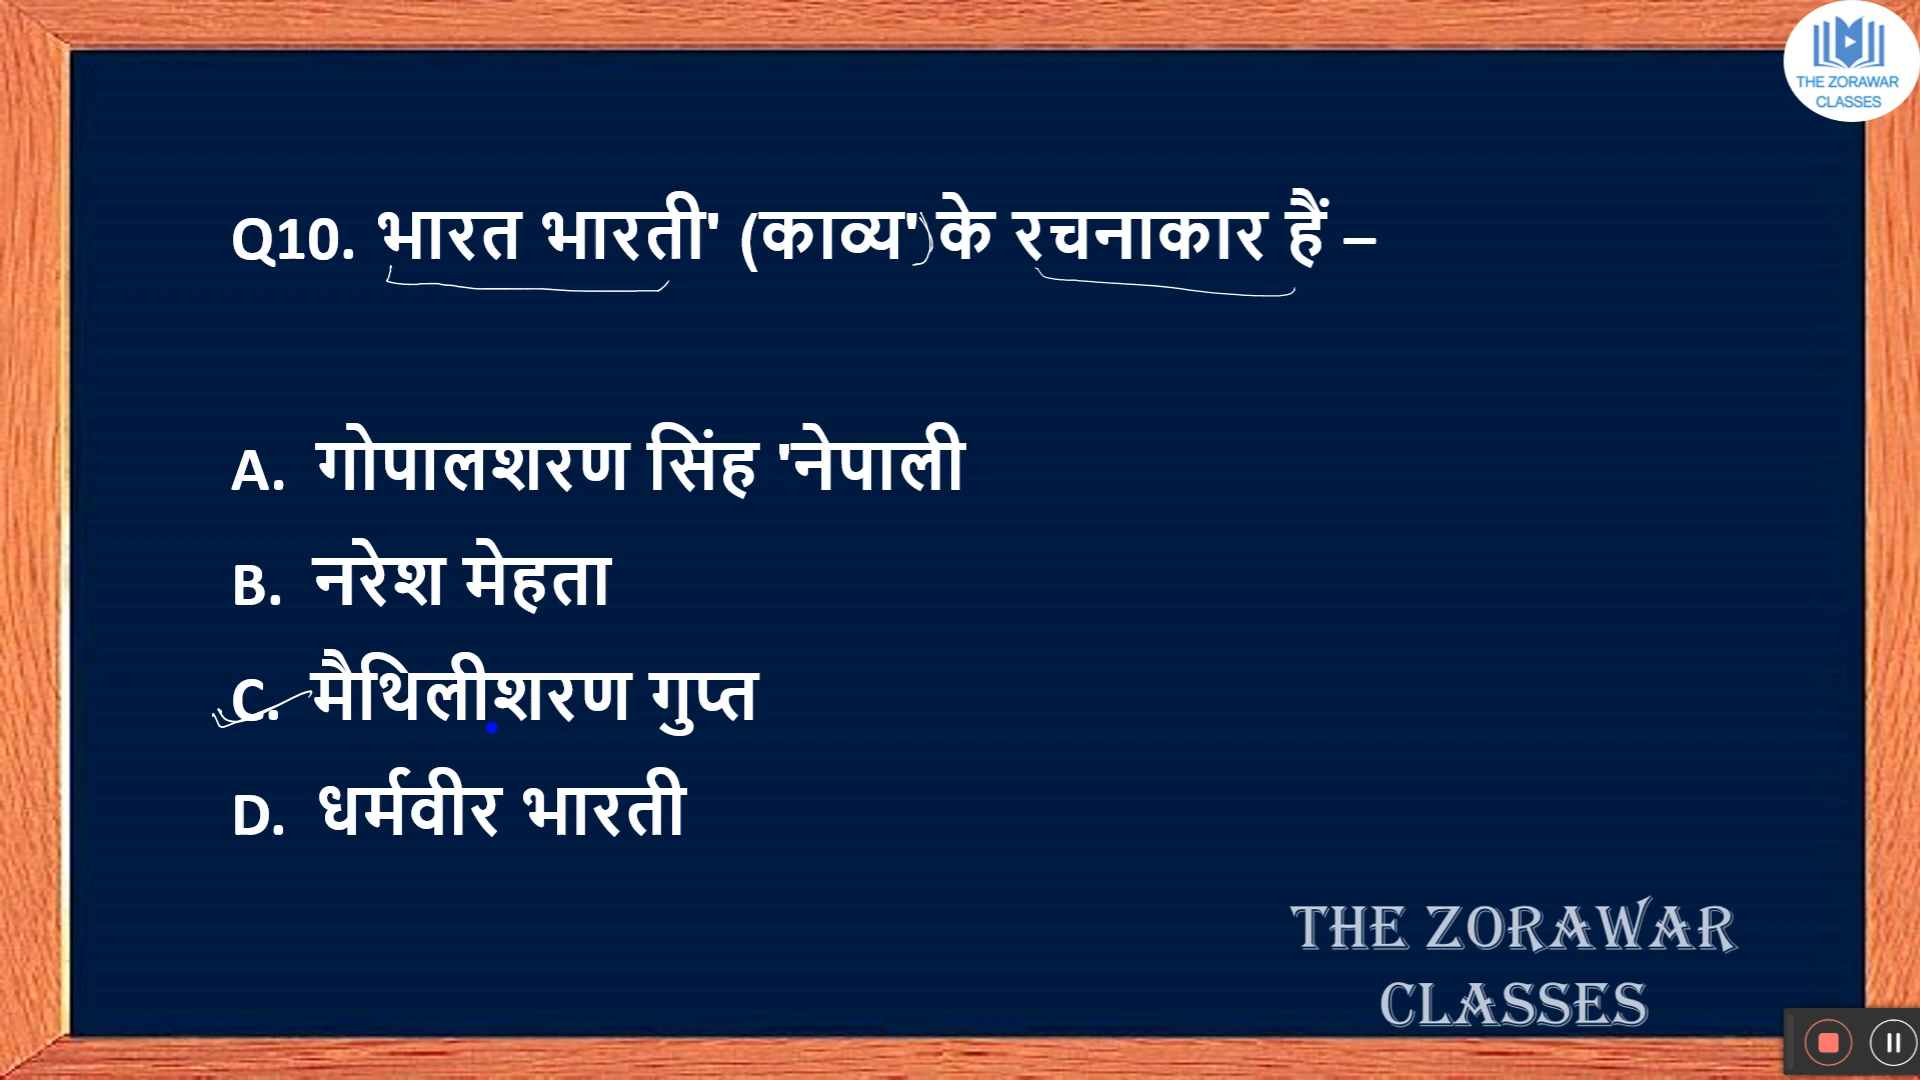 THE ZORAWAR
CLASSES
Q10. भारत भारती' (काव्य') के रचनाकार हैं –
A. गोपालशरण सिंह 'नेपाली
B. नरेश मेहता
C. मैथिलीशरण गुप्त
D. धर्मवीर भारती
THE ZORAWAR
CLASSES